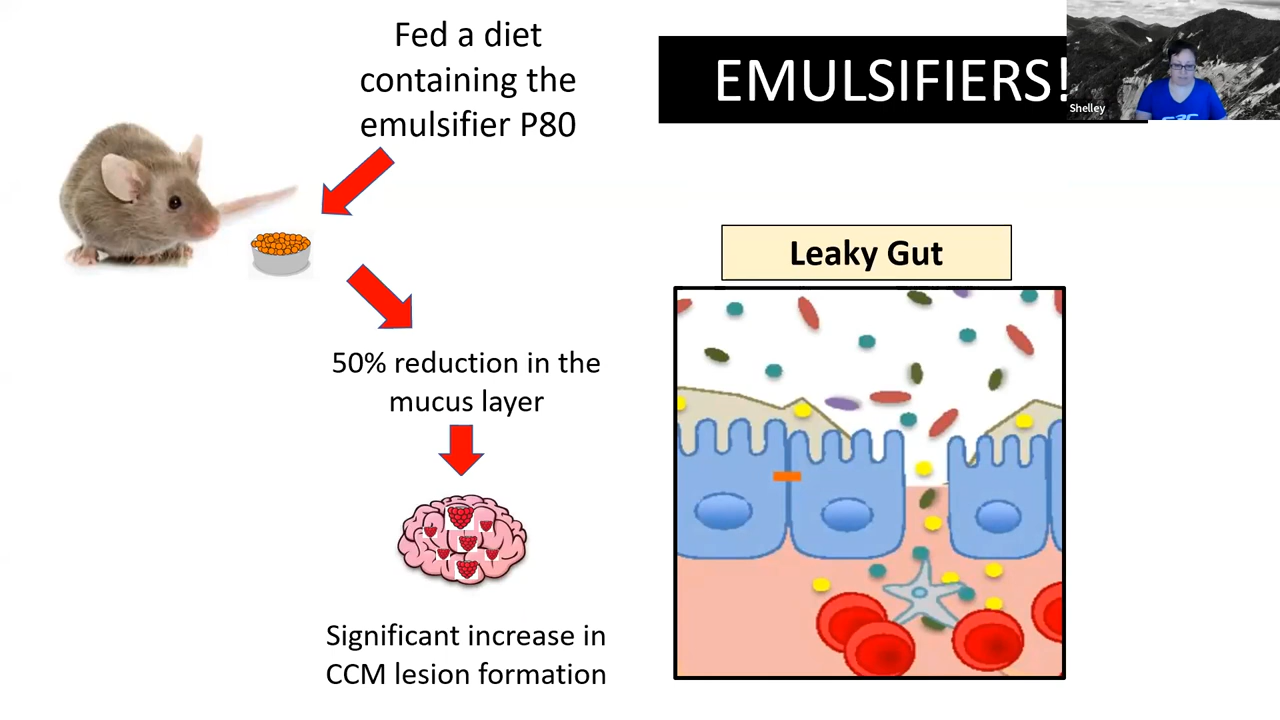 Fed a diet
containing the
emulsifier P80
EMULSIFIERS!
Shelley
Leaky Gut
50% reduction in the
mucus layer
Significant increase in
CCM lesion formation